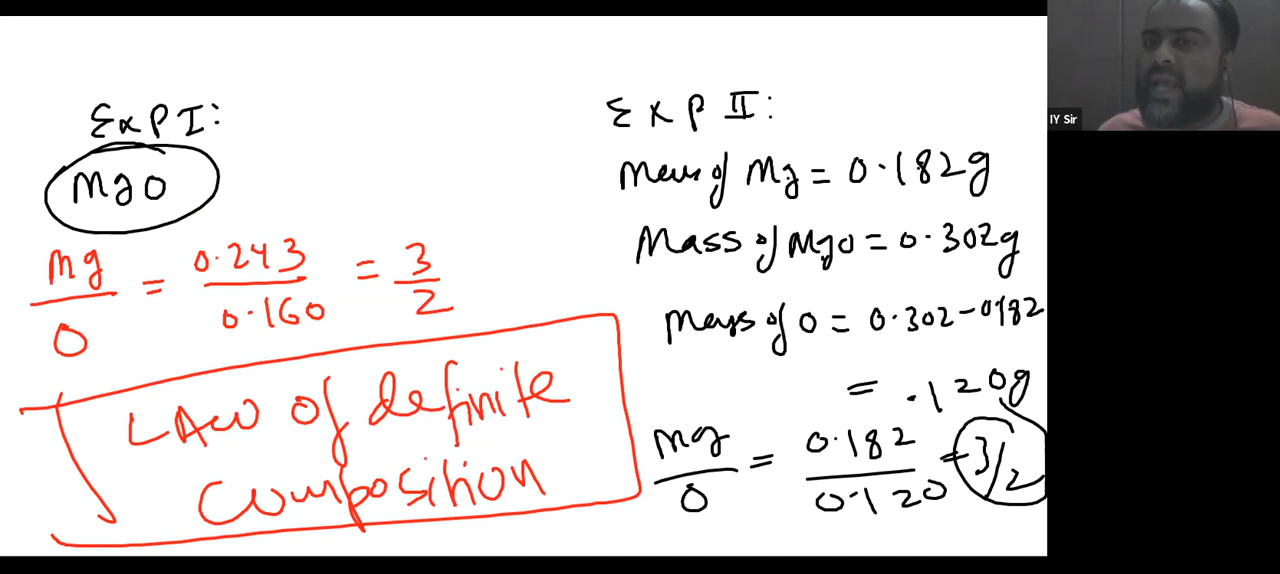 Exp I:
MgO
Mg/O = 0.243/0.160 = 3/2
LAW of definite
composition
Exp II:
Mass of Mg = 0.182g
Mass of MgO = 0.302g
Mass of O = 0.302-0182
= .120g
Mg/O = 0.182/0.120 = 3/2
IY Sir